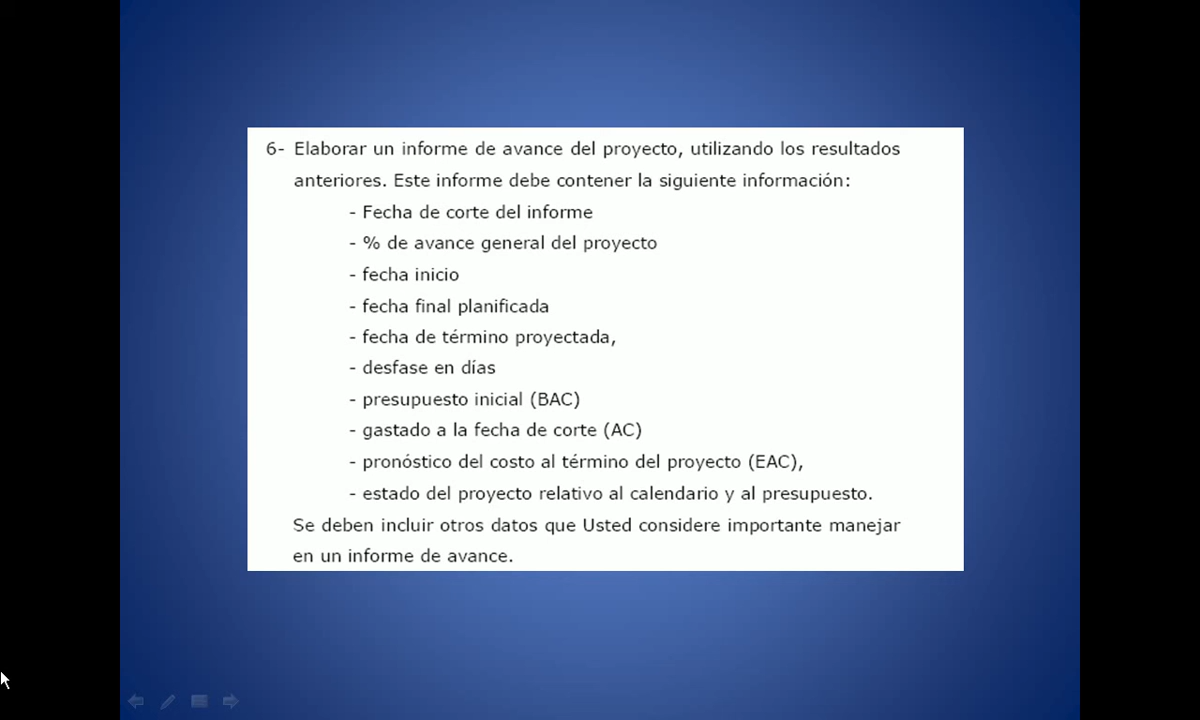 6- Elaborar un informe de avance del proyecto, utilizando los resultados
anteriores. Este informe debe contener la siguiente información:
- Fecha de corte del informe
- % de avance general del proyecto
- fecha inicio
- fecha final planificada
- fecha de término proyectada,
- desfase en días
- presupuesto inicial (BAC)
- gastado a la fecha de corte (AC)
- pronóstico del costo al término del proyecto (EAC),
- estado del proyecto relativo al calendario y al presupuesto.
Se deben incluir otros datos que Usted considere importante manejar
en un informe de avance.